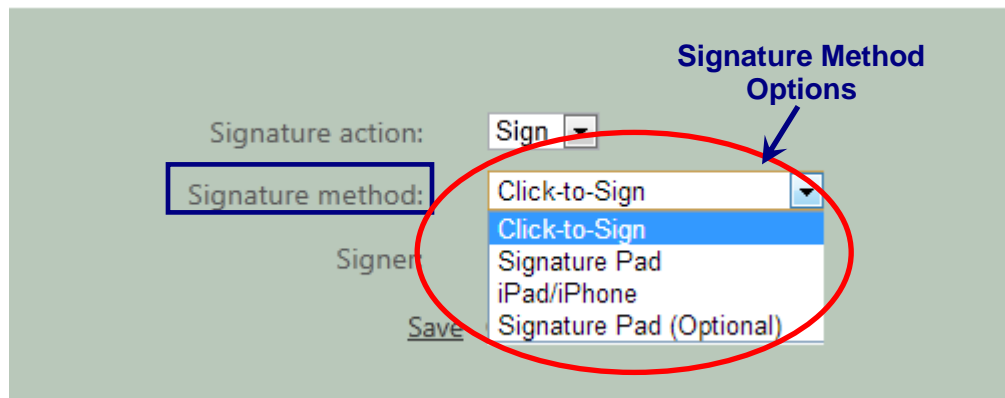 Signature Method
Options
Signature action: Sign
Signature method: Click-to-Sign
Click-to-Sign
Signer: Signature Pad
iPad/iPhone
Save Signature Pad (Optional)